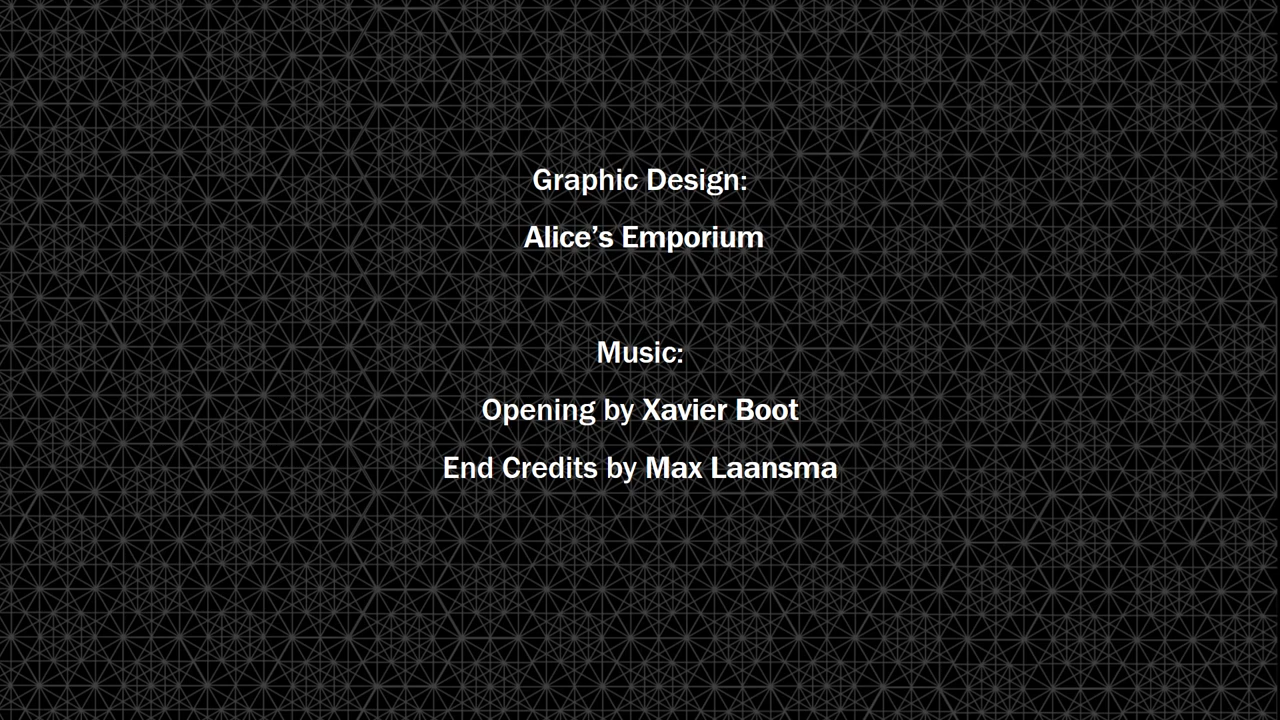 Graphic Design:
Alice’s Emporium
Music:
Opening by Xavier Boot
End Credits by Max Laansma